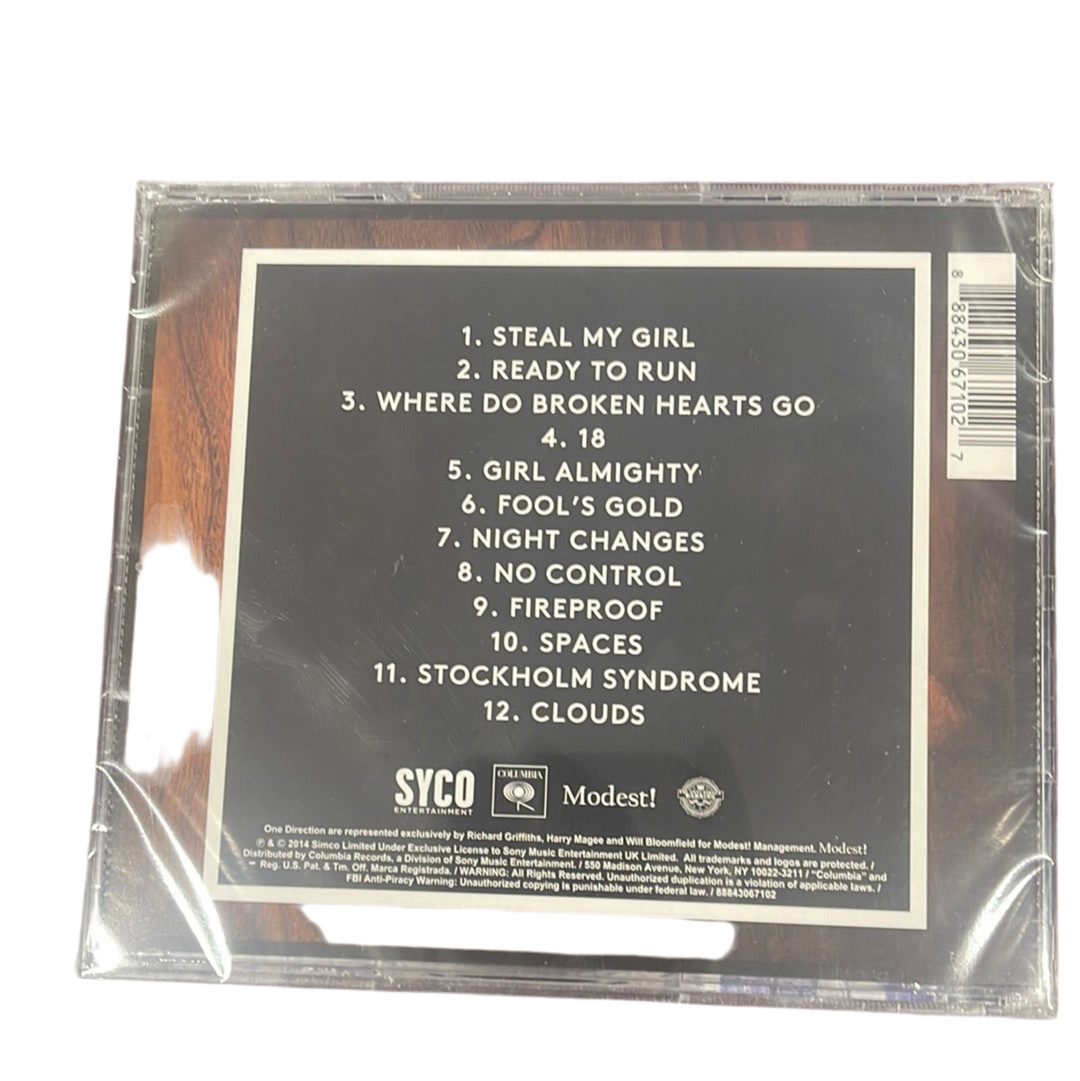 1. STEAL MY GIRL
2. READY TO RUN
3. WHERE DO BROKEN HEARTS GO
4. 18
5. GIRL ALMIGHTY
6. FOOL'S GOLD
7. NIGHT CHANGES
8. NO CONTROL
9. FIREPROOF
10. SPACES
11. STOCKHOLM SYNDROME
12. CLOUDS
8 88430 67102 7
SYCO
ENTERTAINMENT
COLUMBIA
Modest!
One Direction are represented exclusively by Richard Griffiths, Harry Magee and Will Bloomfield for Modest! Management. Modest!
℗ & © 2014 Simco Limited Under Exclusive License to Sony Music Entertainment UK Limited. All trademarks and logos are protected. /
Distributed by Columbia Records, a Division of Sony Music Entertainment. / 550 Madison Avenue, New York, NY 10022-3211 / "Columbia" and
Reg. U.S. Pat. & Tm. Off. Marca Registrada. / WARNING: All Rights Reserved. Unauthorized duplication is a violation of applicable laws. /
FBI Anti-Piracy Warning: Unauthorized copying is punishable under federal law. / 88843067102